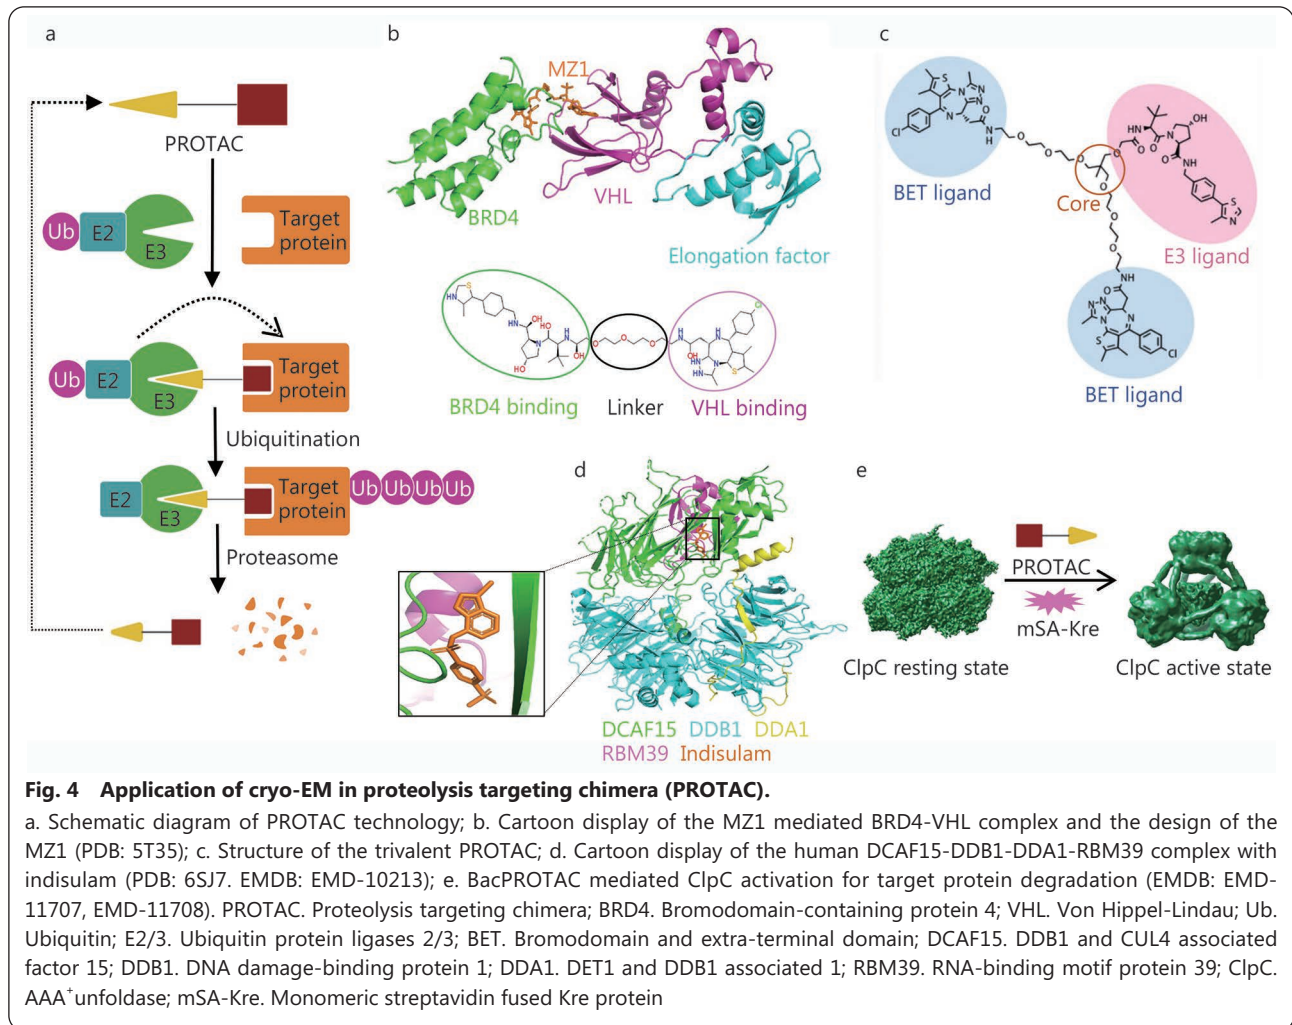 a
PROTAC
Ub
E2
E3
Target
protein
Ub
E2
E3
Target
protein
Ubiquitination
E2
E3
Target
protein
Ub Ub Ub Ub
Proteasome
b
MZ1
BRD4
VHL
Elongation factor
BRD4 binding
Linker
VHL binding
c
BET ligand
Core
E3 ligand
BET ligand
d
DCAF15 DDB1 DDA1
RBM39 Indisulam
e
PROTAC
mSA-Kre
ClpC resting state
ClpC active state
Fig. 4 Application of cryo-EM in proteolysis targeting chimera (PROTAC).
a. Schematic diagram of PROTAC technology; b. Cartoon display of the MZ1 mediated BRD4-VHL complex and the design of the
MZ1 (PDB: 5T35); c. Structure of the trivalent PROTAC; d. Cartoon display of the human DCAF15-DDB1-DDA1-RBM39 complex with
indisulam (PDB: 6SJ7. EMDB: EMD-10213); e. BacPROTAC mediated ClpC activation for target protein degradation (EMDB: EMD-
11707, EMD-11708). PROTAC. Proteolysis targeting chimera; BRD4. Bromodomain-containing protein 4; VHL. Von Hippel-Lindau; Ub.
Ubiquitin; E2/3. Ubiquitin protein ligases 2/3; BET. Bromodomain and extra-terminal domain; DCAF15. DDB1 and CUL4 associated
factor 15; DDB1. DNA damage-binding protein 1; DDA1. DET1 and DDB1 associated 1; RBM39. RNA-binding motif protein 39; ClpC.
AAA⁺unfoldase; mSA-Kre. Monomeric streptavidin fused Kre protein